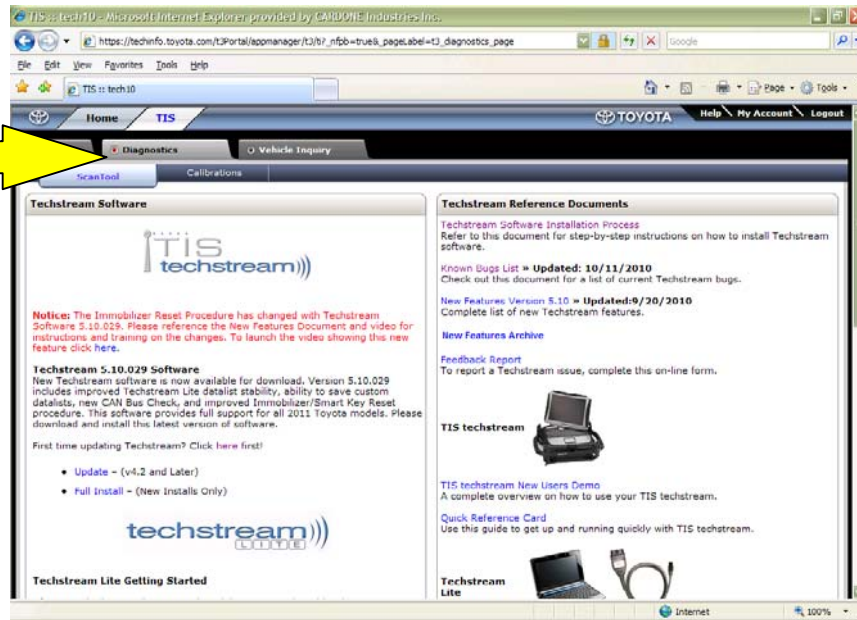 TIS :: tech10 - Microsoft Internet Explorer provided by CARDONE Industries Inc.
https://techinfo.toyota.com/t3Portal/appmanager/t3/ti?_nfpb=true&_pageLabel=t3_diagnostics_page
Google
File Edit View Favorites Tools Help
TIS :: tech10
Page Tools
Home TIS
TOYOTA
Help My Account Logout
Diagnostics Vehicle Inquiry
ScanTool Calibrations
Techstream Software
TIS
techstream)))
Notice: The Immobilizer Reset Procedure has changed with Techstream
Software 5.10.029. Please reference the New Features Document and video for
instructions and training on the changes. To launch the video showing this new
feature click here.
Techstream 5.10.029 Software
New Techstream software is now available for download. Version 5.10.029
includes improved Techstream Lite datalist stability, ability to save custom
datalists, new CAN Bus Check, and improved Immobilizer/Smart Key Reset
procedure. This software provides full support for all 2011 Toyota models. Please
download and install this latest version of software.
First time updating Techstream? Click here first!
• Update – (v4.2 and Later)
• Full Install – (New Installs Only)
techstream)))
LITE
Techstream Lite Getting Started
Techstream Reference Documents
Techstream Software Installation Process
Refer to this document for step-by-step instructions on how to install Techstream
software.
Known Bugs List » Updated: 10/11/2010
Check out this document for a list of current Techstream bugs.
New Features Version 5.10 » Updated:9/20/2010
Complete list of new Techstream features.
New Features Archive
Feedback Report
To report a Techstream issue, complete this on-line form.
TIS techstream
TIS techstream New Users Demo
A complete overview on how to use your TIS techstream.
Quick Reference Card
Use this guide to get up and running quickly with TIS techstream.
Techstream
Lite
Internet 100%